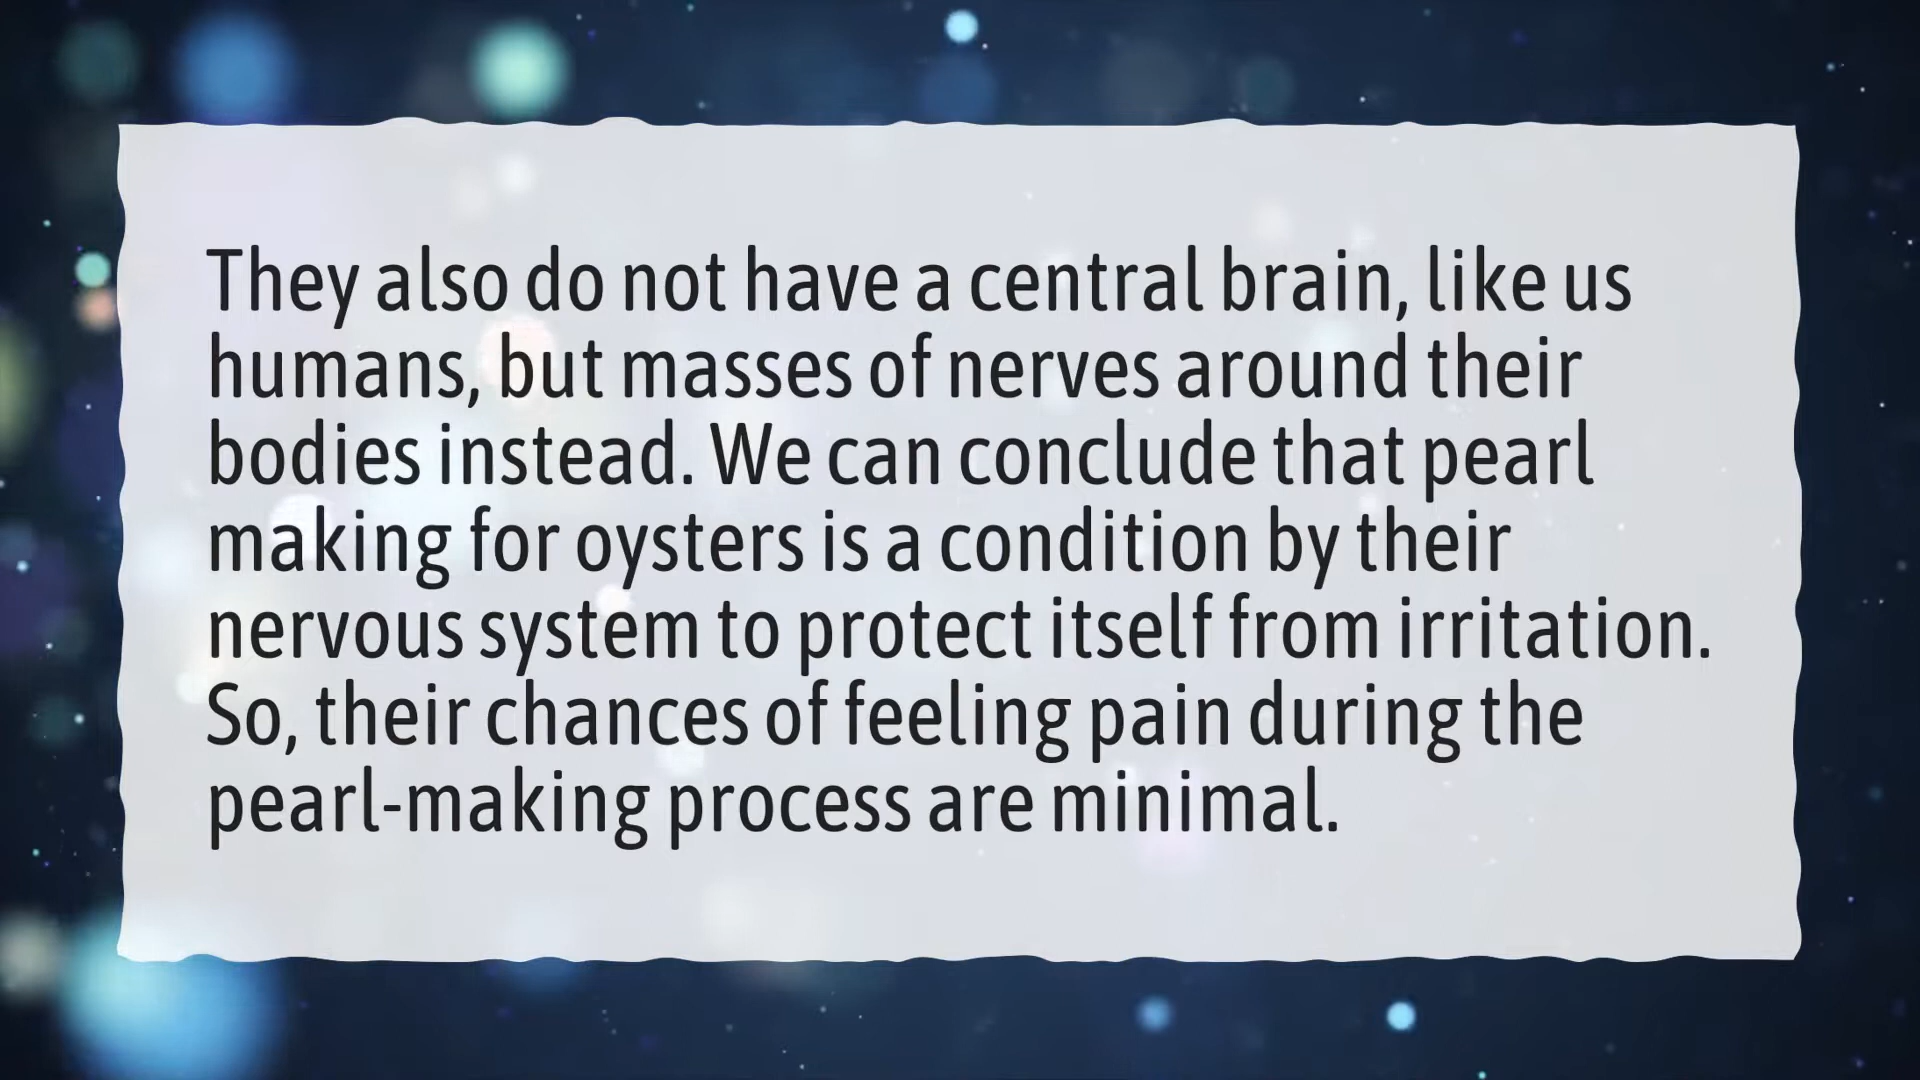 They also do not have a central brain, like us
humans, but masses of nerves around their
bodies instead. We can conclude that pearl
making for oysters is a condition by their
nervous system to protect itself from irritation.
So, their chances of feeling pain during the
pearl-making process are minimal.